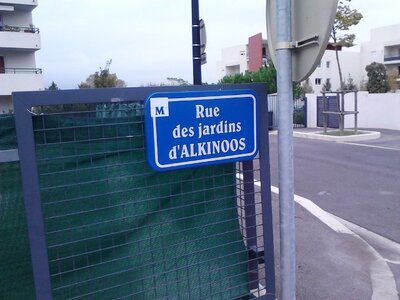 M
Rue
des jardins
d'ALKINOOS